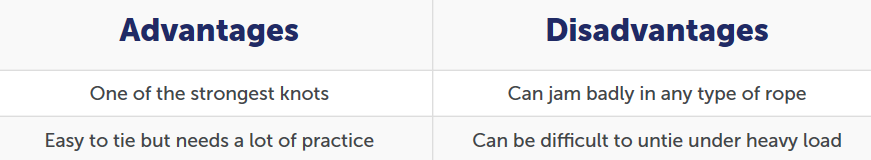 Advantages
Disadvantages
One of the strongest knots
Can jam badly in any type of rope
Easy to tie but needs a lot of practice
Can be difficult to untie under heavy load